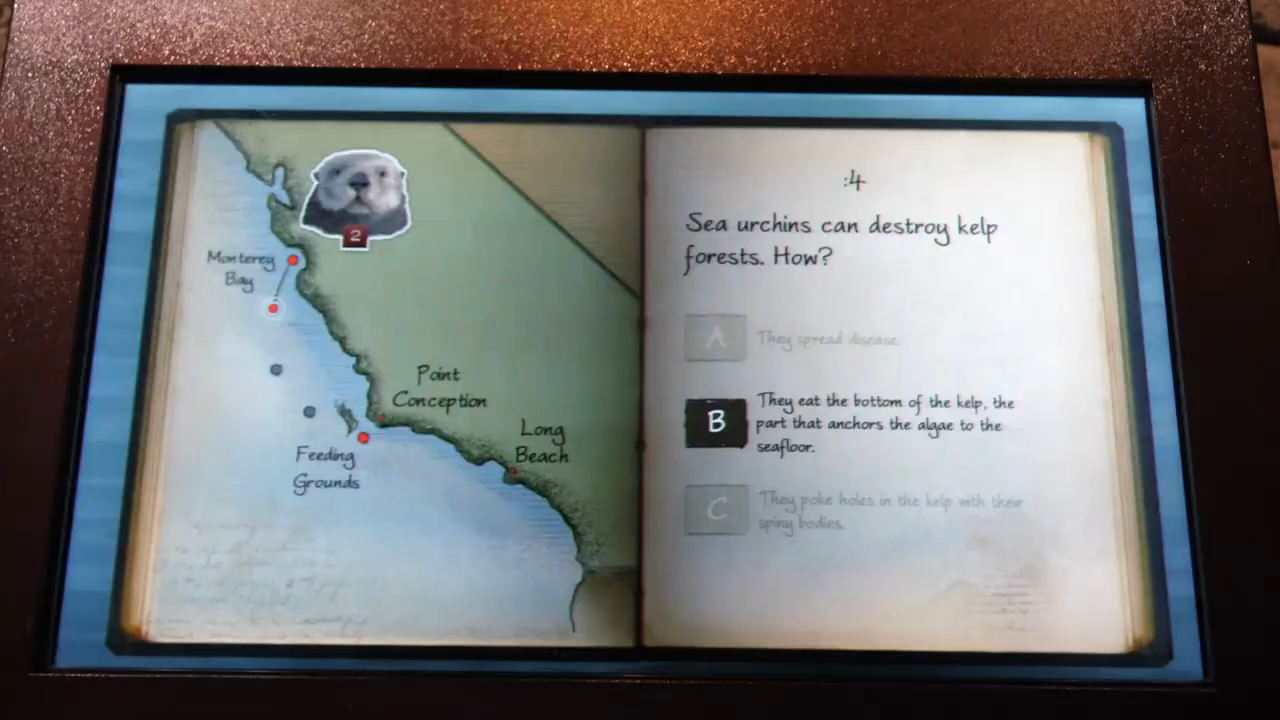 2
Monterey
Bay
Point
Conception
Long
Beach
Feeding
Grounds
:4
Sea urchins can destroy kelp
forests. How?
A
They spread disease.
B
They eat the bottom of the kelp, the
part that anchors the algae to the
seafloor.
C
They poke holes in the kelp with their
spiny bodies.